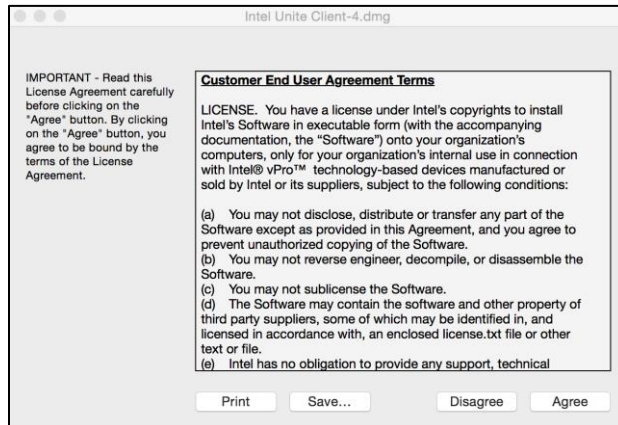 Intel Unite Client-4.dmg
IMPORTANT - Read this
License Agreement carefully
before clicking on the
"Agree" button. By clicking
on the "Agree" button, you
agree to be bound by the
terms of the License
Agreement.
Customer End User Agreement Terms
LICENSE. You have a license under Intel's copyrights to install
Intel's Software in executable form (with the accompanying
documentation, the “Software”) onto your organization's
computers, only for your organization's internal use in connection
with Intel® vPro™ technology-based devices manufactured or
sold by Intel or its suppliers, subject to the following conditions:
(a) You may not disclose, distribute or transfer any part of the
Software except as provided in this Agreement, and you agree to
prevent unauthorized copying of the Software.
(b) You may not reverse engineer, decompile, or disassemble the
Software.
(c) You may not sublicense the Software.
(d) The Software may contain the software and other property of
third party suppliers, some of which may be identified in, and
licensed in accordance with, an enclosed license.txt file or other
text or file.
(e) Intel has no obligation to provide any support, technical
Print Save... Disagree Agree